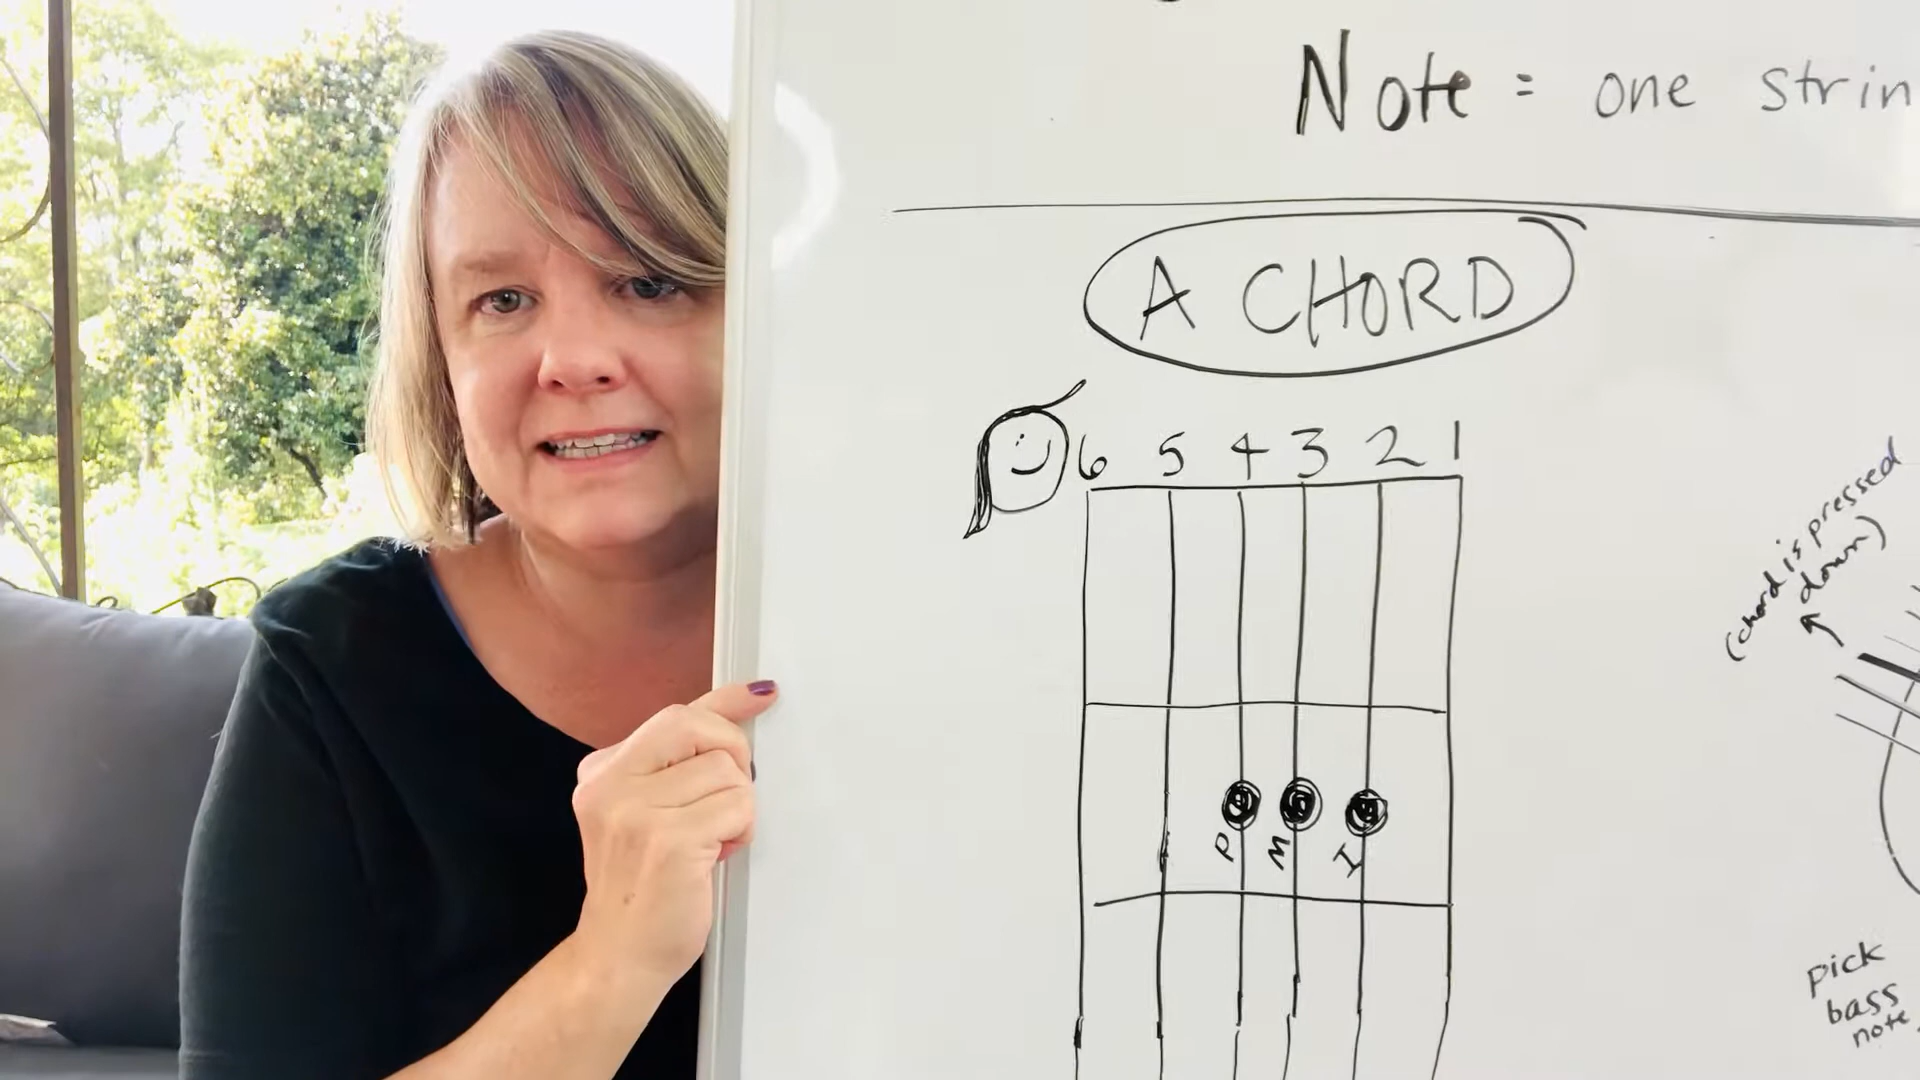 Note = one strin
A CHORD
6 5 4 3 2 1
(chord is pressed
down)
P M I
pick
bass
note